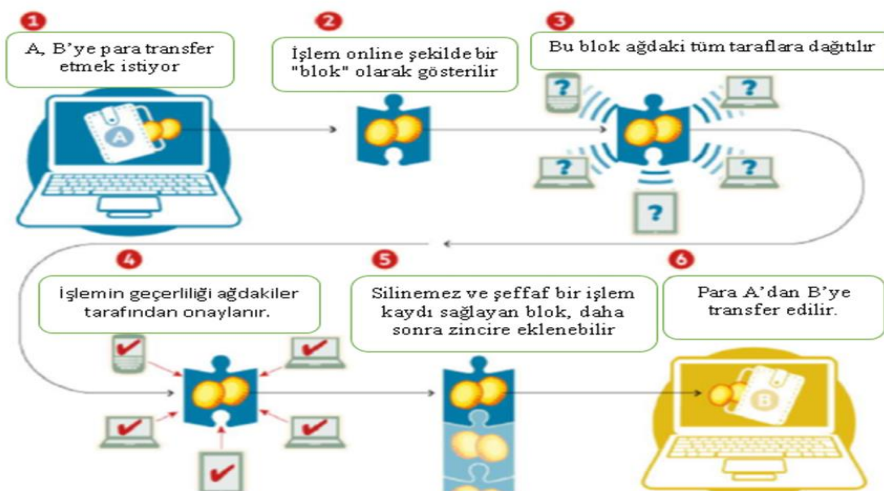 1
A, B'ye para transfer
etmek istiyor
2
İşlem online şekilde bir
"blok" olarak gösterilir
3
Bu blok ağdaki tüm taraflara dağıtılır
A
?
?
?
?
?
4
İşlemin geçerliliği ağdakiler
tarafından onaylanır.
5
Silinemez ve şeffaf bir işlem
kaydı sağlayan blok, daha
sonra zincire eklenebilir
6
Para A'dan B'ye
transfer edilir.
B